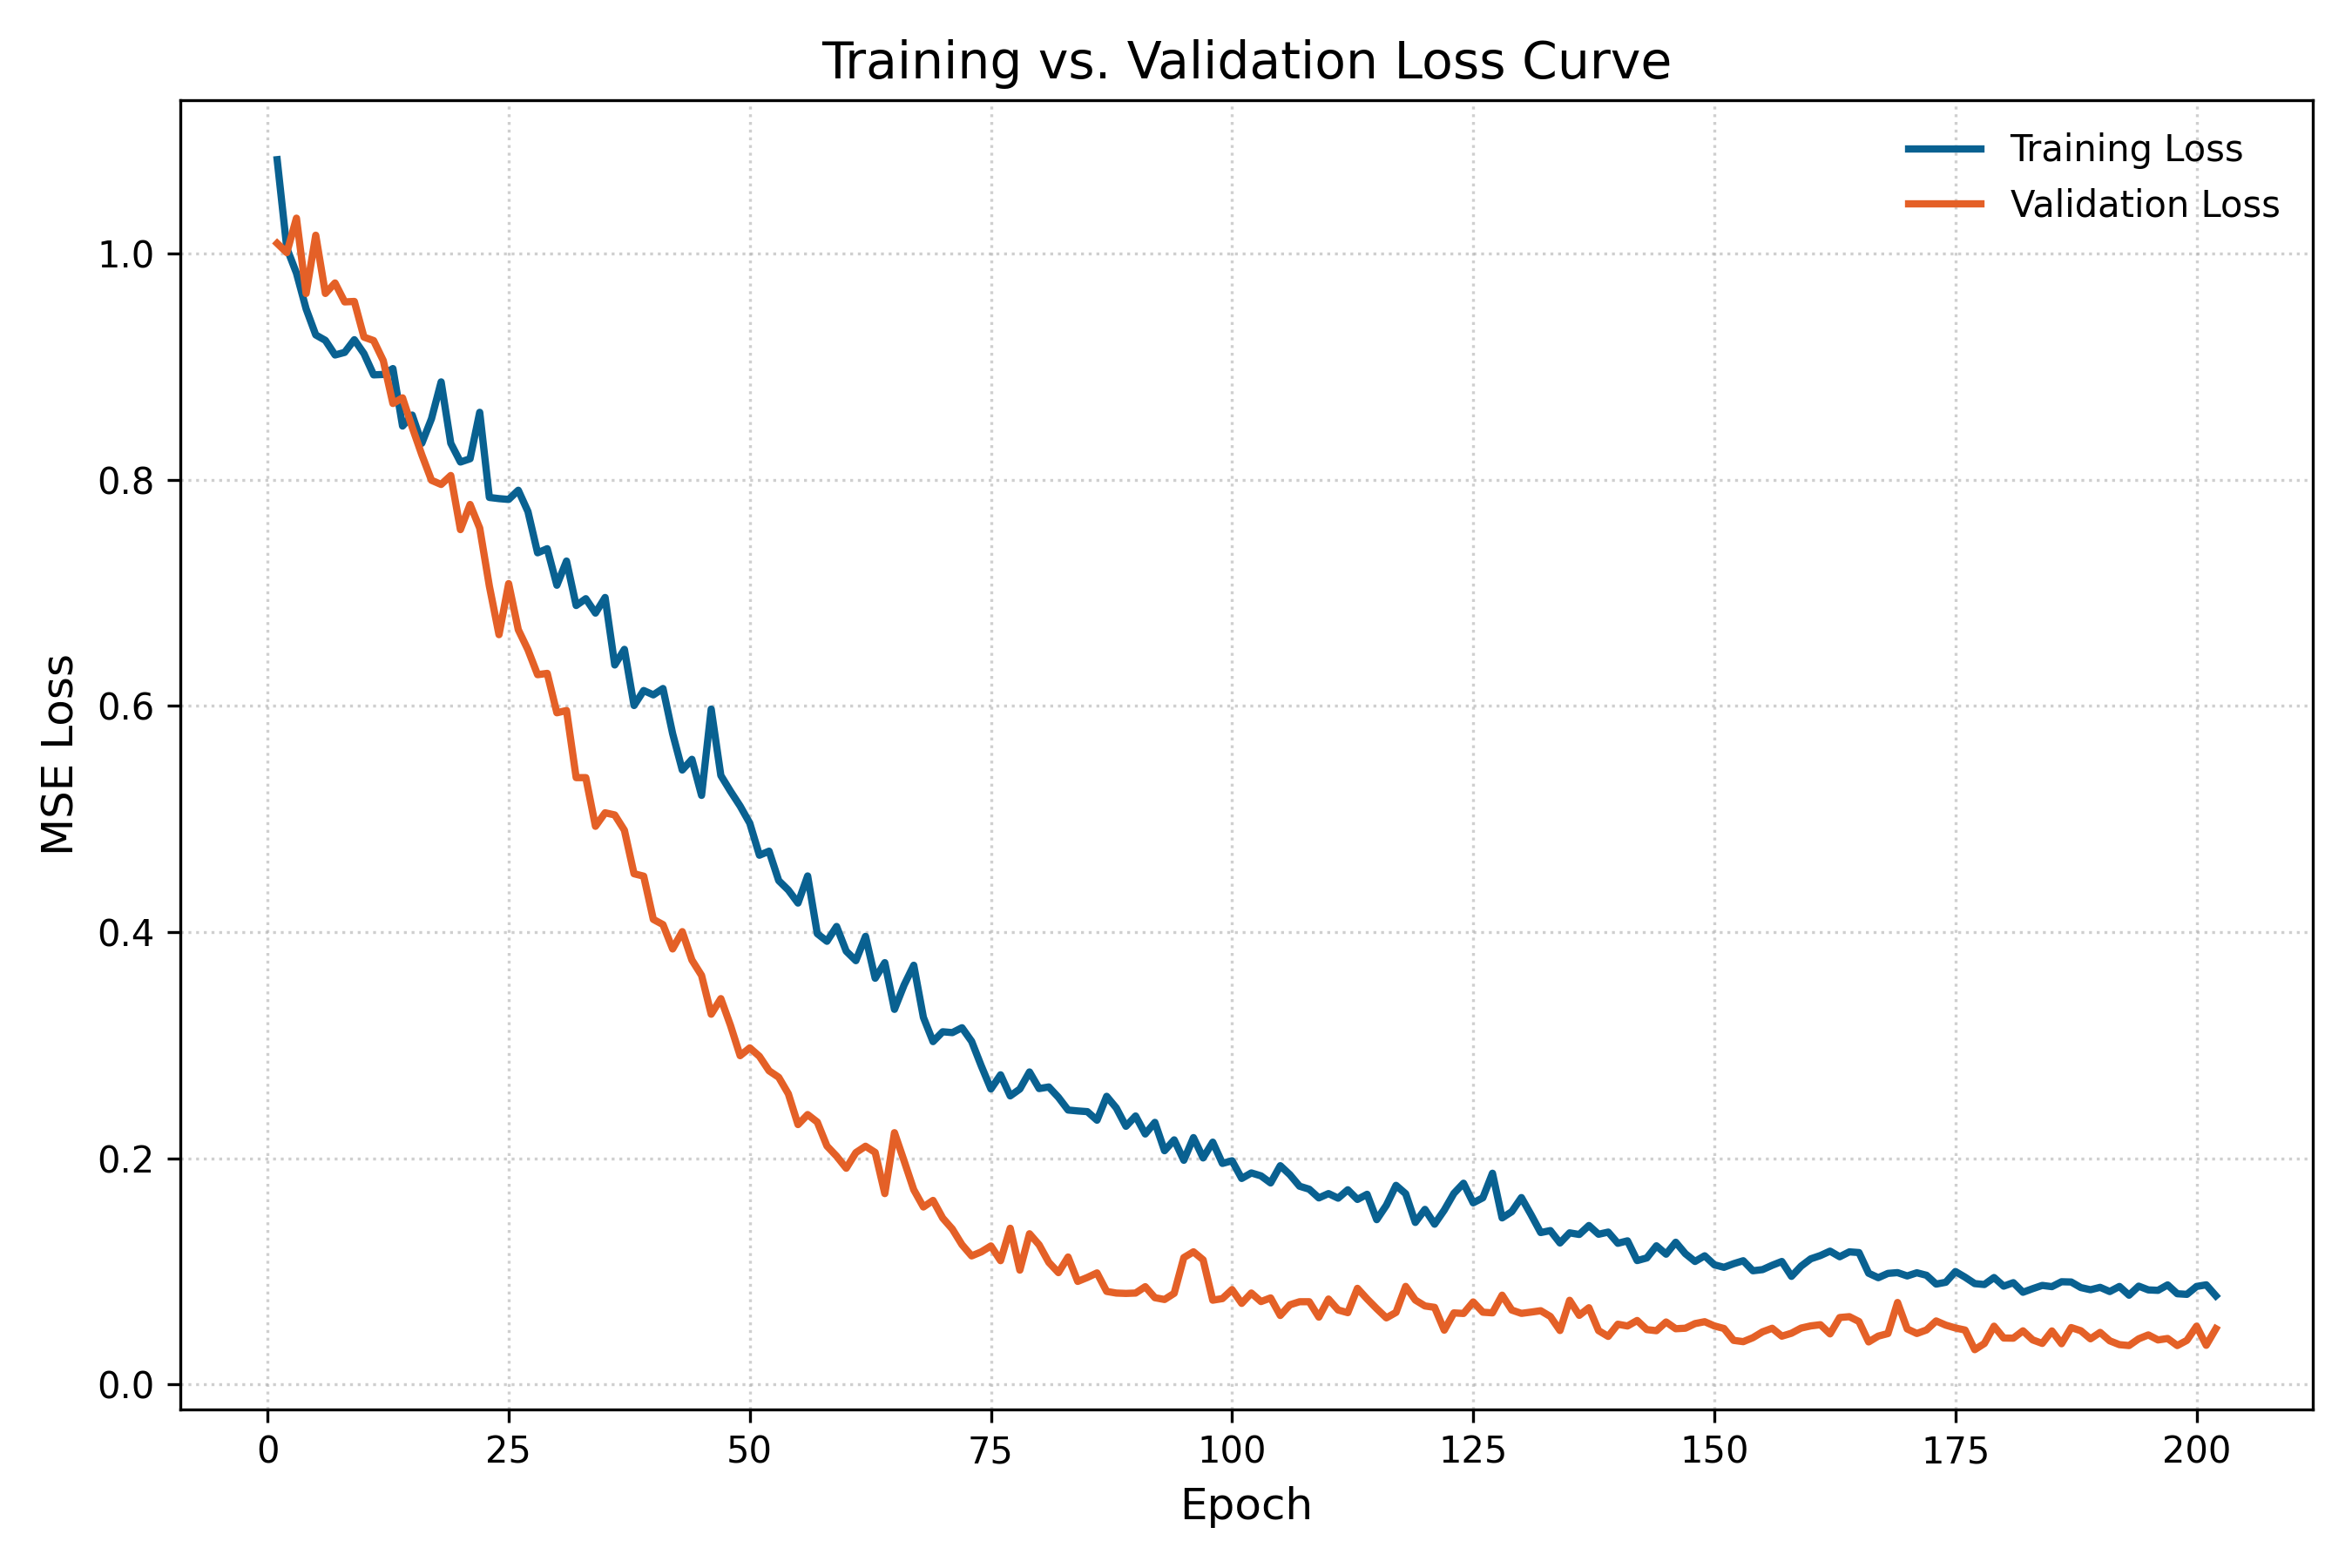 Training vs. Validation Loss Curve
Training Loss
Validation Loss
1.0
0.8
0.6
0.4
0.2
0.0
MSE Loss
0 25 50 75 100 125 150 175 200
Epoch